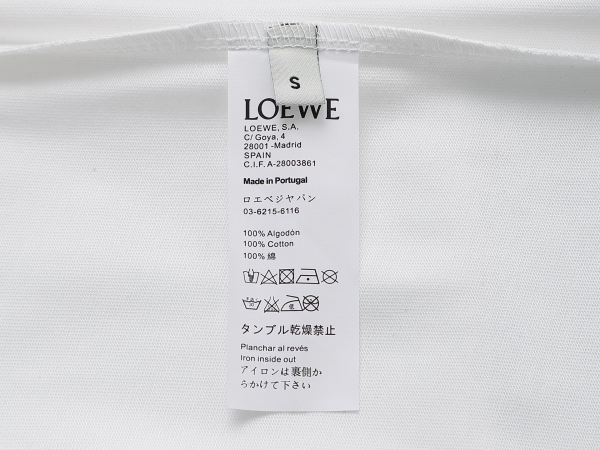 S
LOEWE
LOEWE, S.A.
C/ Goya, 4
28001 -Madrid
SPAIN
C.I.F. A-28003861
Made in Portugal
ロエベジヤパン
03-6215-6116
100% Algodón
100% Cotton
100% 綿
タンブル乾燥禁止
Planchar al revés
Iron inside out
アイロンは裏側か
らかけて下さい